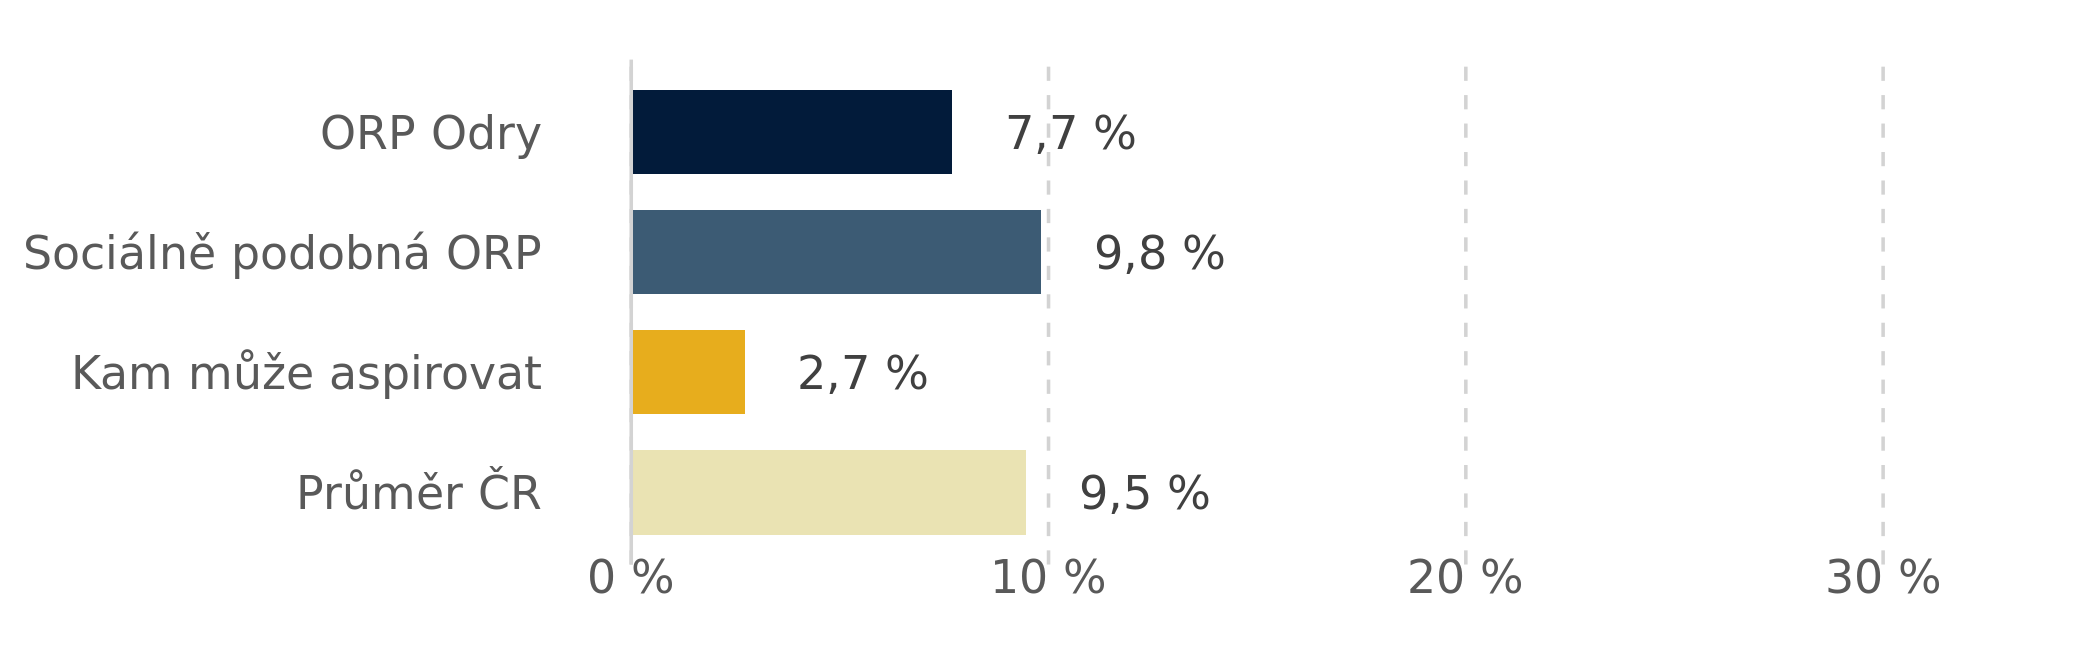 ORP Odry 7,7 %
Sociálně podobná ORP 9,8 %
Kam může aspirovat 2,7 %
Průměr ČR 9,5 %
0 % 10 % 20 % 30 %